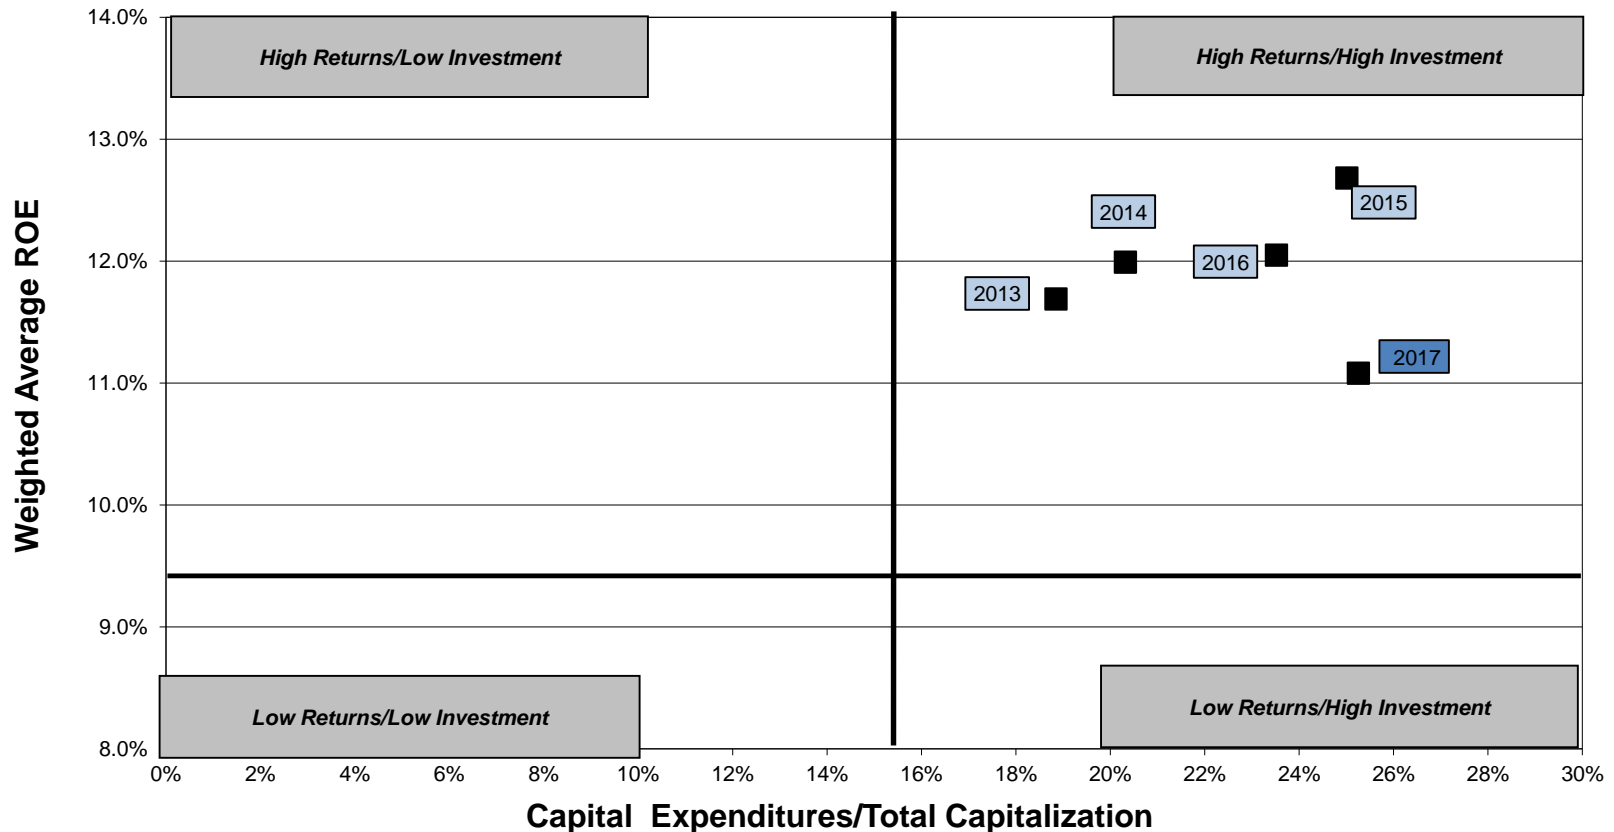 14.0%
High Returns/Low Investment
High Returns/High Investment
13.0%
2015
2014
12.0%
2016
2013
2017
11.0%
10.0%
9.0%
Low Returns/Low Investment
Low Returns/High Investment
8.0%
0% 2% 4% 6% 8% 10% 12% 14% 16% 18% 20% 22% 24% 26% 28% 30%
Weighted Average ROE
Capital Expenditures/Total Capitalization